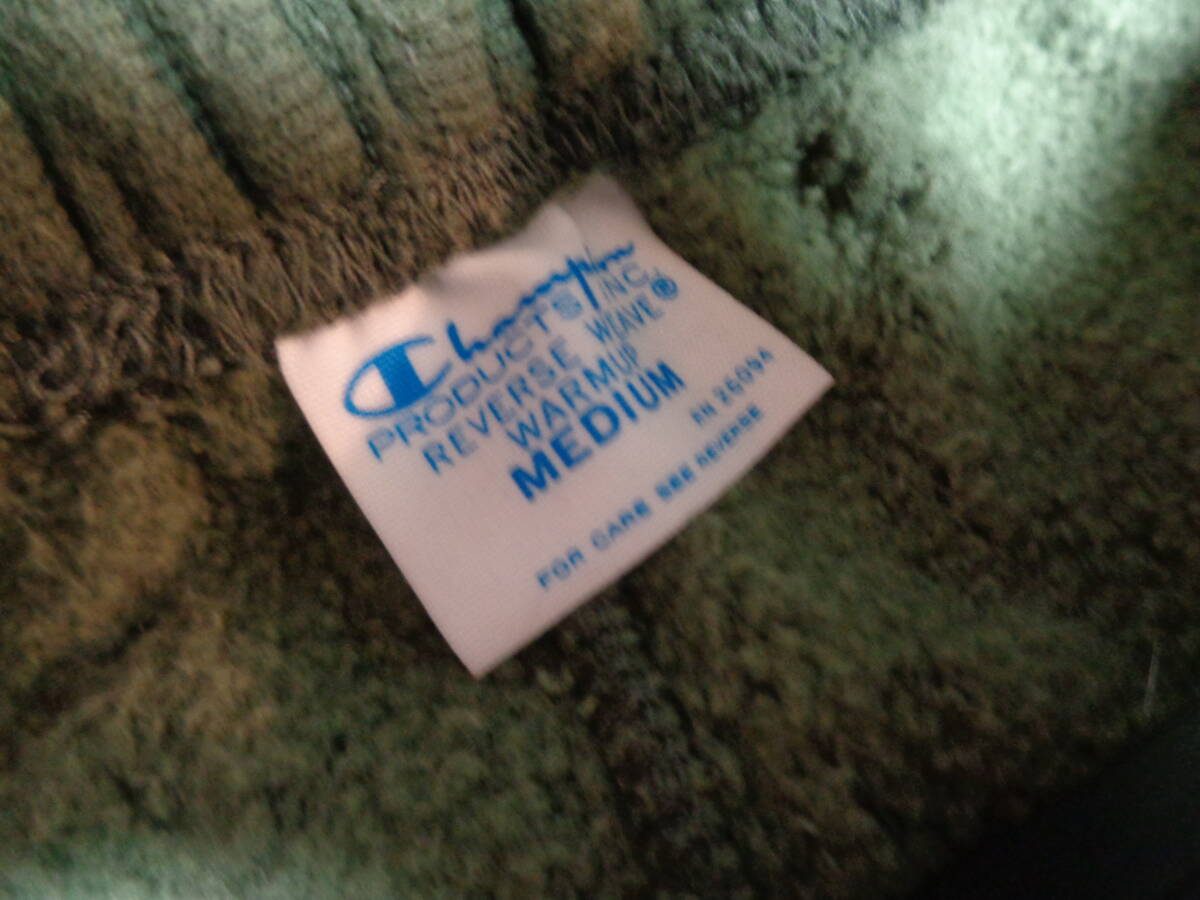 Champion
PRODUCTS, INC.
REVERSE WEAVE®
WARMUP
MEDIUM
RN 26094
FOR CARE SEE REVERSE